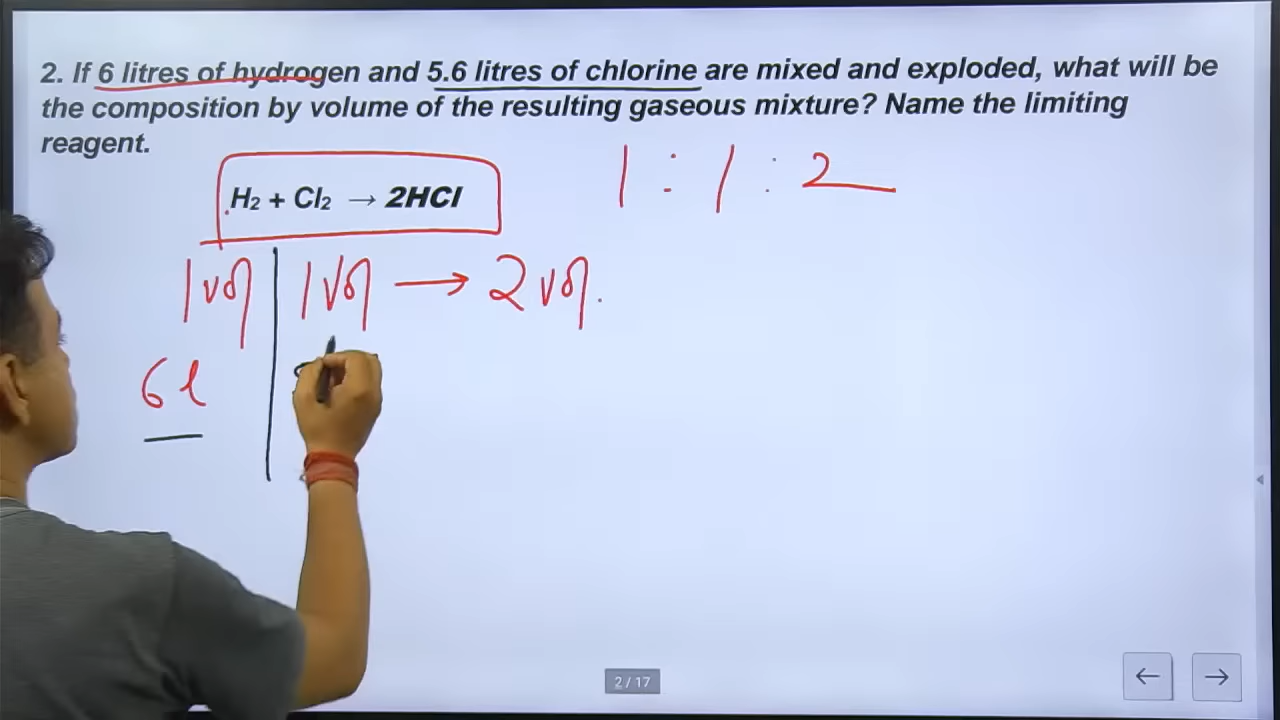 2. If 6 litres of hydrogen and 5.6 litres of chlorine are mixed and exploded, what will be
the composition by volume of the resulting gaseous mixture? Name the limiting
reagent.
1 : 1 : 2
H₂ + Cl₂ → 2HCl
1 vol 1 vol → 2 vol.
6 l
2 / 17